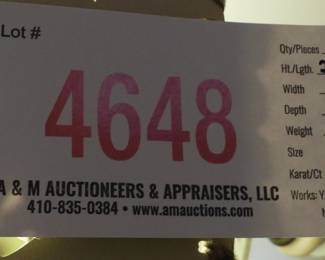 Lot #
4648
A & M AUCTIONEERS & APPRAISERS, LLC
410-835-0384 • www.amauctions.com
Qty/Pieces
Ht./Lgth.
Width
Depth
Weight
Size
Karat/Ct
Works: Y